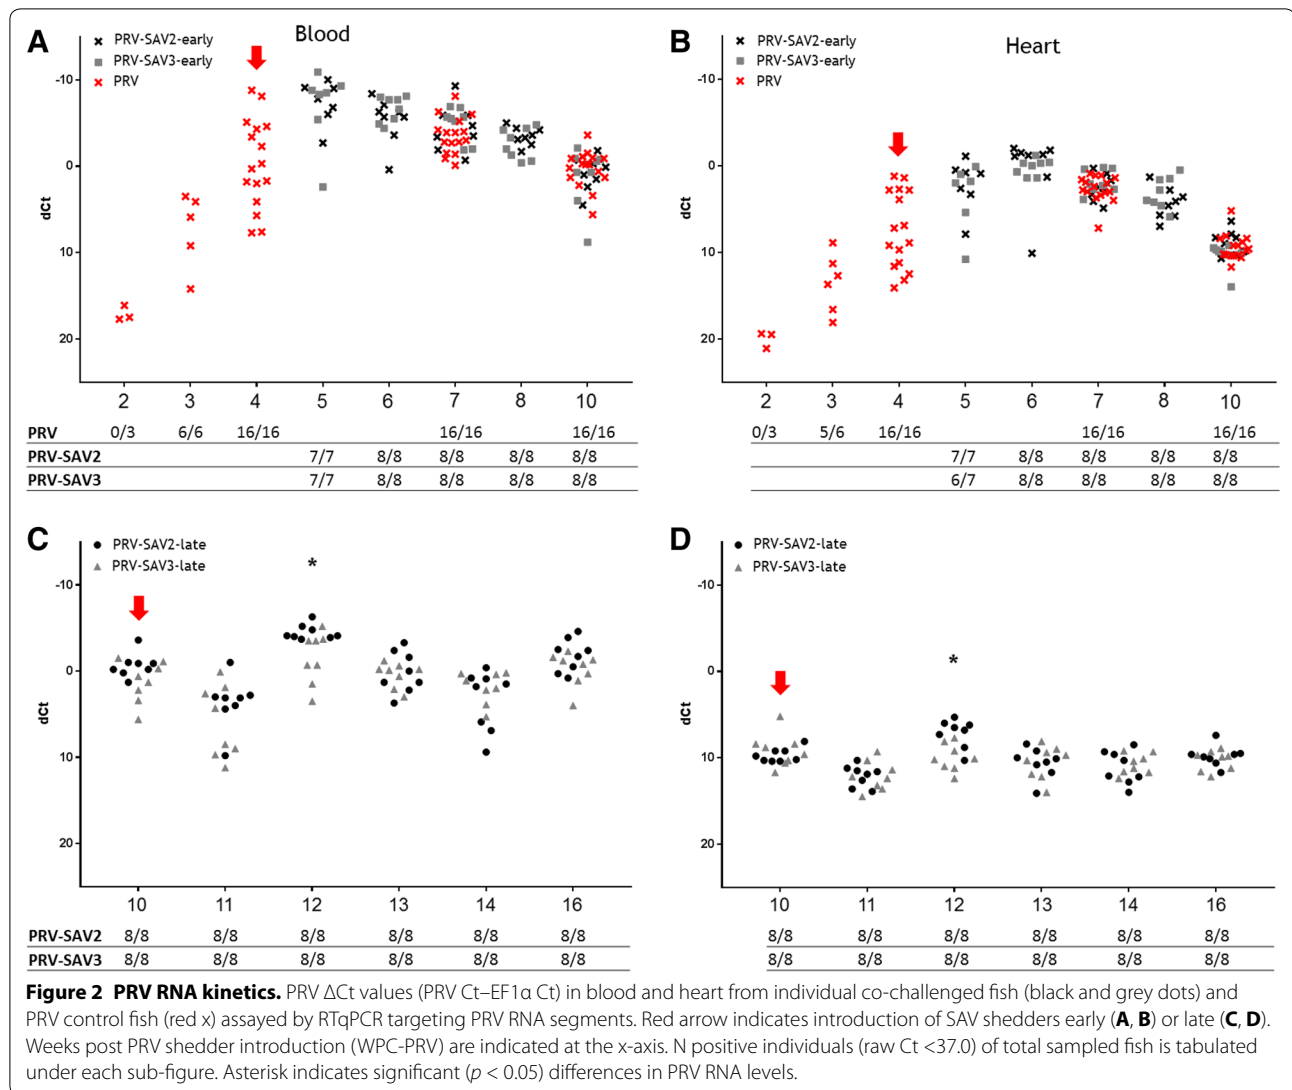 A
Blood
PRV-SAV2-early
PRV-SAV3-early
PRV
-10
0
10
20
dCt
2 3 4 5 6 7 8 10
PRV 0/3 6/6 16/16 16/16 16/16
PRV-SAV2 7/7 8/8 8/8 8/8 8/8
PRV-SAV3 7/7 8/8 8/8 8/8 8/8
B
Heart
PRV-SAV2-early
PRV-SAV3-early
PRV
-10
0
10
20
dCt
2 3 4 5 6 7 8 10
0/3 5/6 16/16 16/16 16/16
7/7 8/8 8/8 8/8 8/8
6/7 8/8 8/8 8/8 8/8
C
PRV-SAV2-late
PRV-SAV3-late
*
-10
0
10
20
dCt
10 11 12 13 14 16
PRV-SAV2 8/8 8/8 8/8 8/8 8/8 8/8
PRV-SAV3 8/8 8/8 8/8 8/8 8/8 8/8
D
PRV-SAV2-late
PRV-SAV3-late
*
-10
0
10
20
dCt
10 11 12 13 14 16
8/8 8/8 8/8 8/8 8/8 8/8
8/8 8/8 8/8 8/8 8/8 8/8
Figure 2 PRV RNA kinetics. PRV ΔCt values (PRV Ct–EF1α Ct) in blood and heart from individual co-challenged fish (black and grey dots) and
PRV control fish (red x) assayed by RTqPCR targeting PRV RNA segments. Red arrow indicates introduction of SAV shedders early (A, B) or late (C, D).
Weeks post PRV shedder introduction (WPC-PRV) are indicated at the x-axis. N positive individuals (raw Ct <37.0) of total sampled fish is tabulated
under each sub-figure. Asterisk indicates significant (p < 0.05) differences in PRV RNA levels.